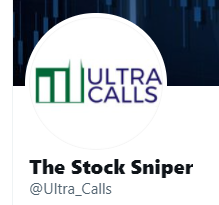 ULTRA
CALLS
The Stock Sniper
@Ultra_Calls